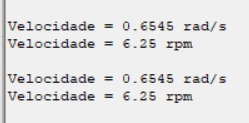 Velocidade = 0.6545 rad/s
Velocidade = 6.25 rpm
Velocidade = 0.6545 rad/s
Velocidade = 6.25 rpm